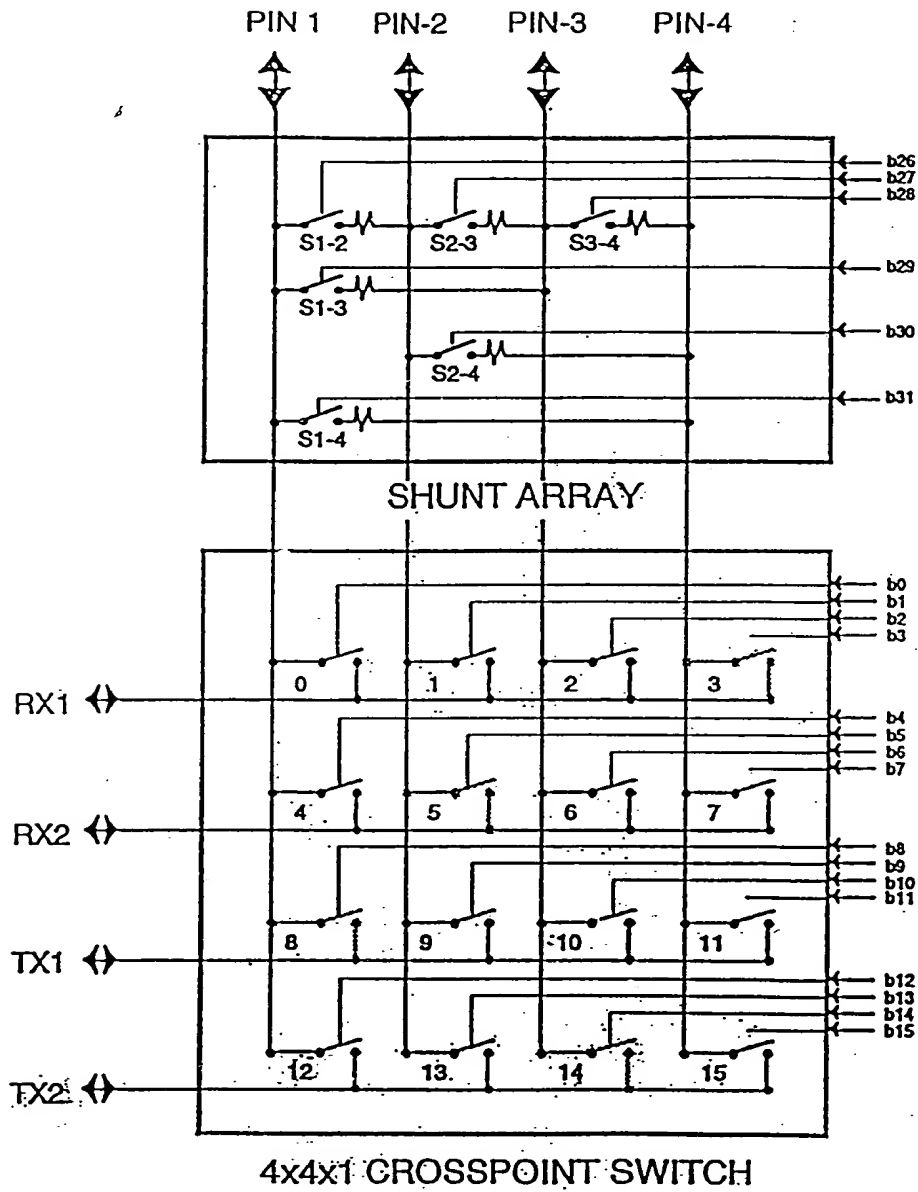 PIN 1 PIN-2 PIN-3 PIN-4
b26
b27
b28
S1-2 S2-3 S3-4
b29
S1-3
b30
S2-4
b31
S1-4
SHUNT ARRAY
b0
b1
b2
b3
0 1 2 3
RX1
b4
b5
b6
b7
4 5 6 7
RX2
b8
b9
b10
b11
8 9 10 11
TX1
b12
b13
b14
b15
12 13 14 15
TX2
4x4x1 CROSSPOINT SWITCH